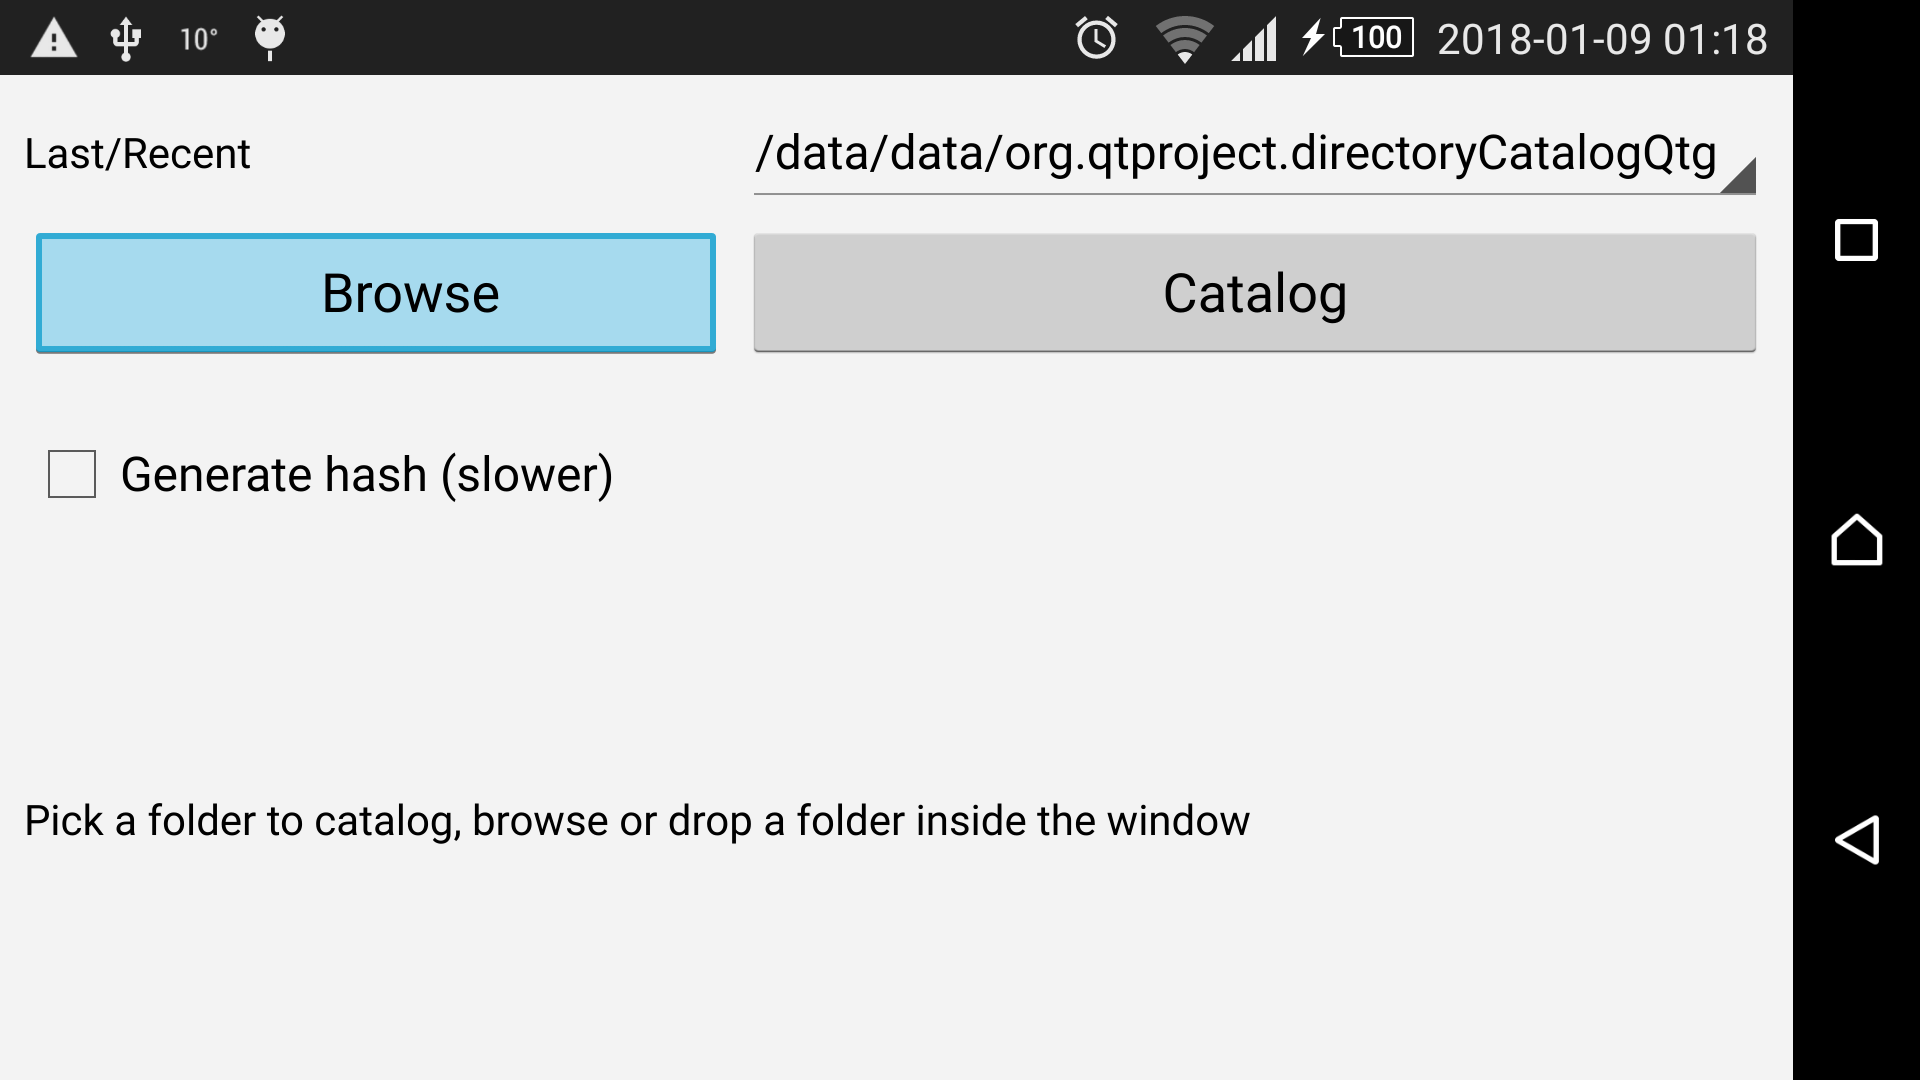 10° 100 2018-01-09 01:18
Last/Recent /data/data/org.qtproject.directoryCatalogQtg
Browse Catalog
Generate hash (slower)
Pick a folder to catalog, browse or drop a folder inside the window